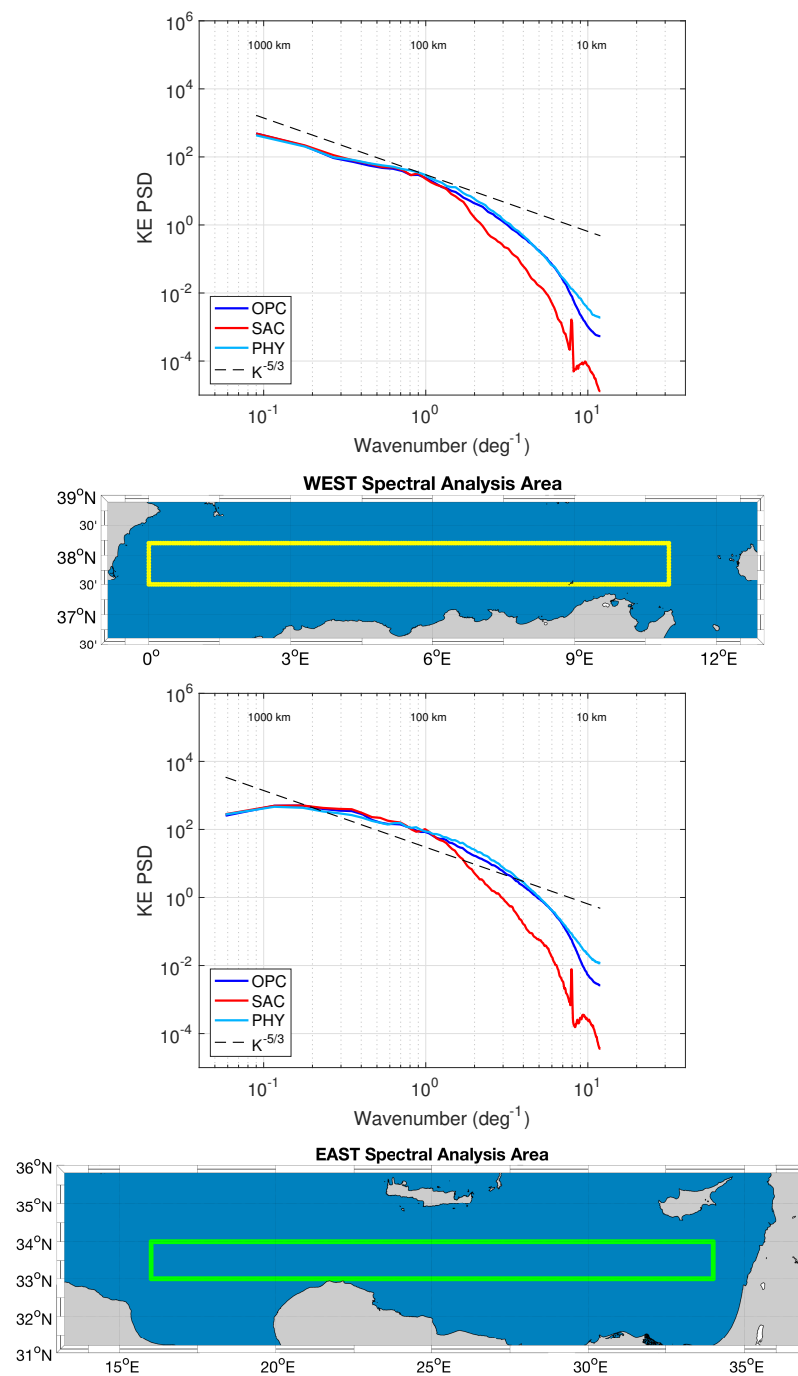 10^6
1000 km 100 km 10 km
10^4
10^2
10^0
10^-2
10^-4
KE PSD
OPC
SAC
PHY
K^-5/3
10^-1 10^0 10^1
Wavenumber (deg^-1)
WEST Spectral Analysis Area
39°N
30'
38°N
30'
37°N
30'
0° 3°E 6°E 9°E 12°E
10^6
1000 km 100 km 10 km
10^4
10^2
10^0
10^-2
10^-4
KE PSD
OPC
SAC
PHY
K^-5/3
10^-1 10^0 10^1
Wavenumber (deg^-1)
EAST Spectral Analysis Area
36°N
35°N
34°N
33°N
32°N
31°N
15°E 20°E 25°E 30°E 35°E